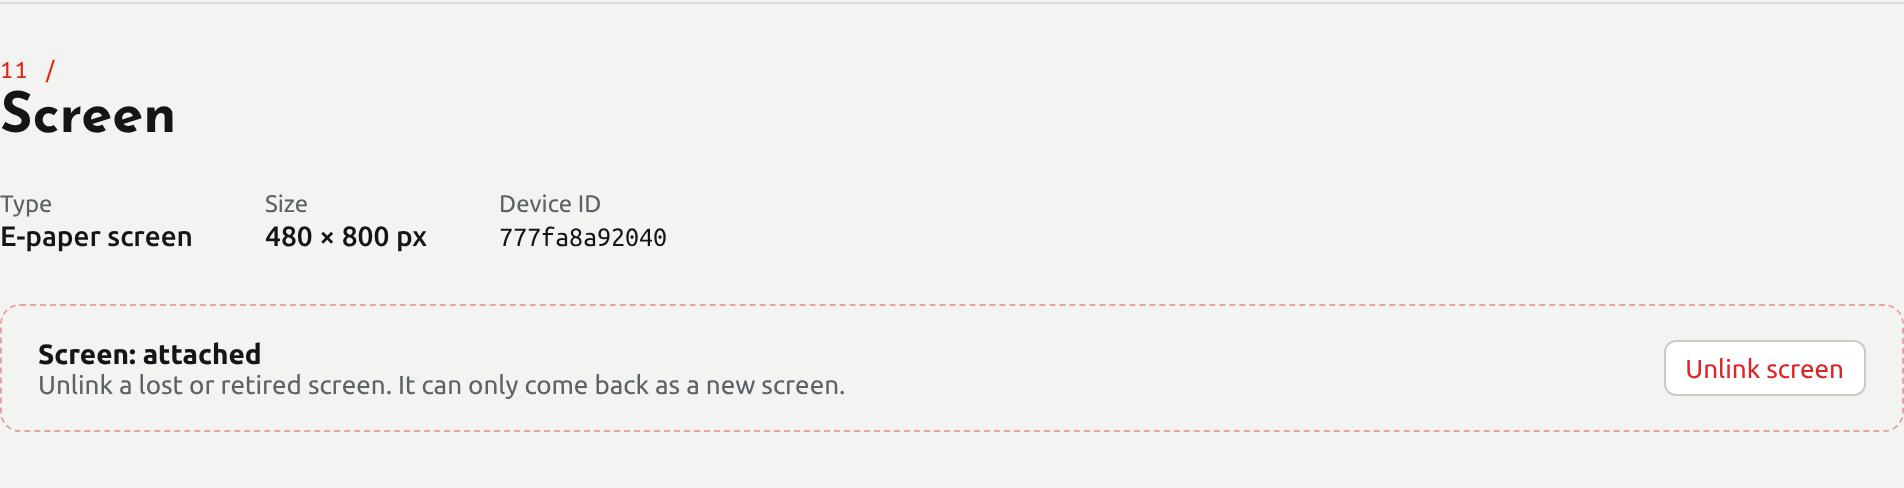 11 /
Screen
Type
E-paper screen
Size
480 × 800 px
Device ID
777fa8a92040
Screen: attached
Unlink a lost or retired screen. It can only come back as a new screen.
Unlink screen